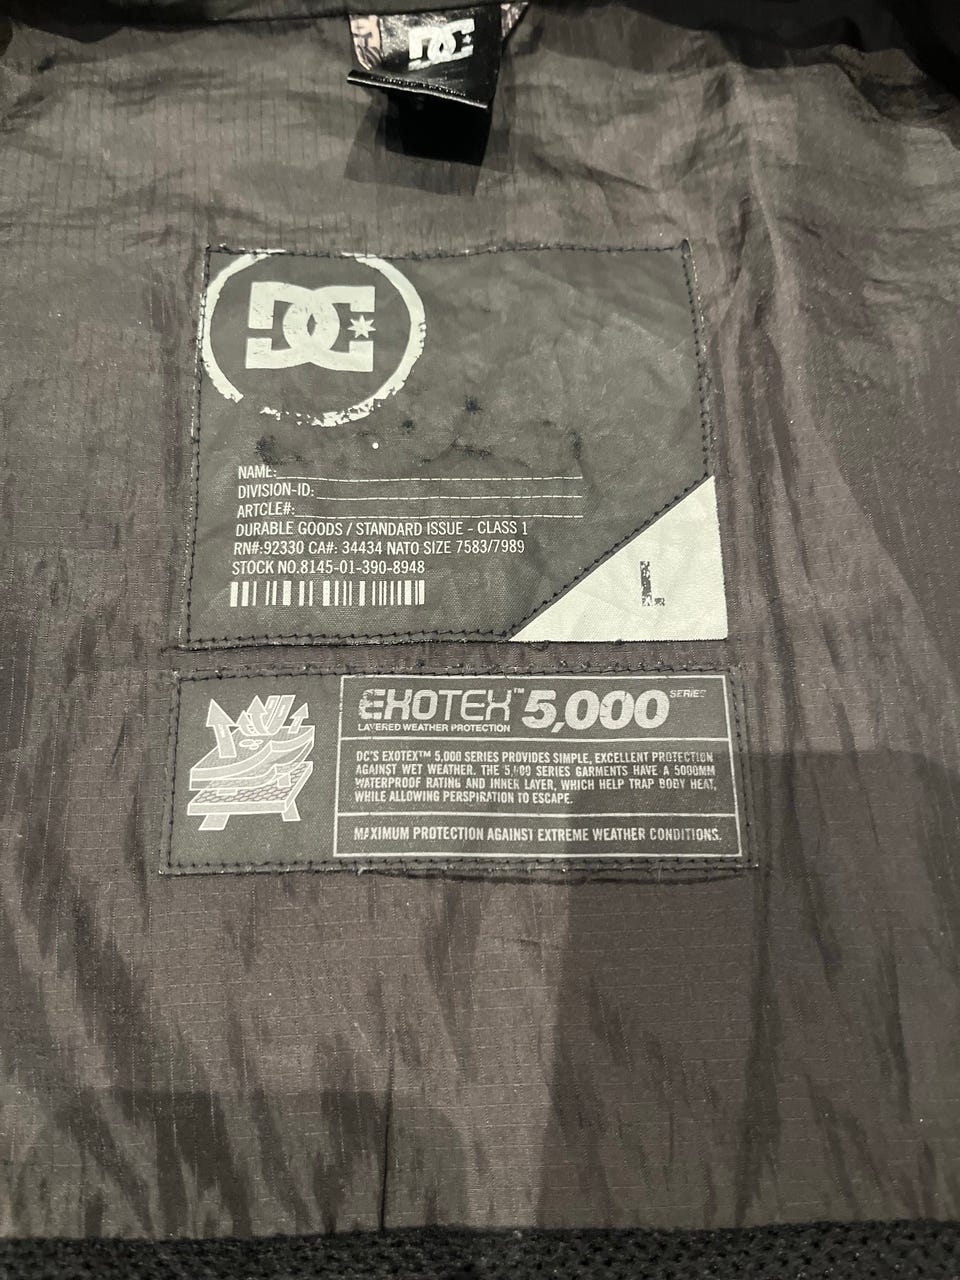 DC
DC
NAME:
DIVISION-ID:
ARTCLE#:
DURABLE GOODS / STANDARD ISSUE - CLASS 1
RN#:92330 CA#: 34434 NATO SIZE 7583/7989
STOCK NO.8145-01-390-8948
L
EXOTEX™ 5,000 SERIES
LAYERED WEATHER PROTECTION
DC'S EXOTEX™ 5,000 SERIES PROVIDES SIMPLE, EXCELLENT PROTECTION
AGAINST WET WEATHER. THE 5,000 SERIES GARMENTS HAVE A 5000MM
WATERPROOF RATING AND INNER LAYER, WHICH HELP TRAP BODY HEAT,
WHILE ALLOWING PERSPIRATION TO ESCAPE.
MAXIMUM PROTECTION AGAINST EXTREME WEATHER CONDITIONS.